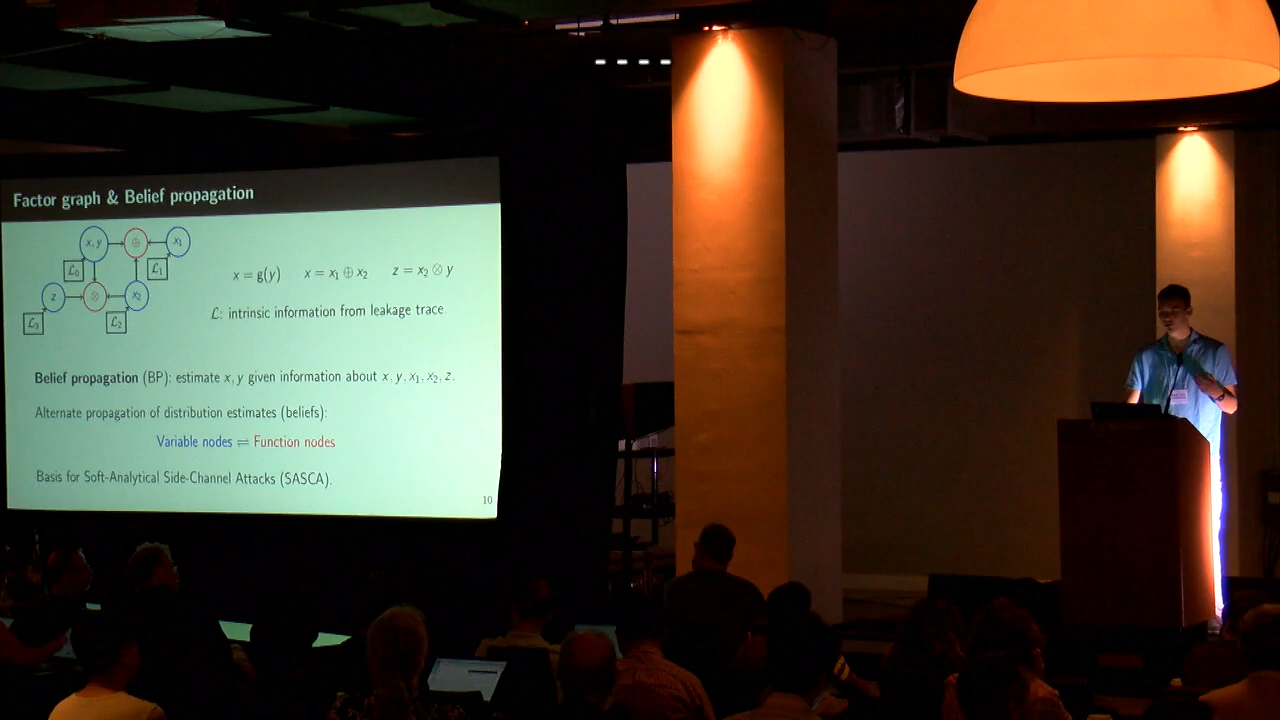 Factor graph & Belief propagation
x, y ⊕ x₁
ℒ₀ ℒ₁
x = g(y) x = x₁ ⊕ x₂ z = x₂ ⊗ y
z ⊗ x₂
ℒ₃ ℒ₂
ℒ: intrinsic information from leakage trace.
Belief propagation (BP): estimate x, y given information about x, y, x₁, x₂, z.
Alternate propagation of distribution estimates (beliefs):
Variable nodes ⇌ Function nodes
Basis for Soft-Analytical Side-Channel Attacks (SASCA).
10